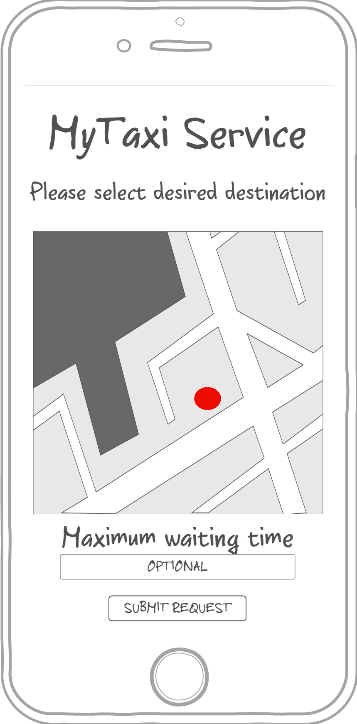 MyTaxi Service
Please select desired destination
Maximum waiting time
OPTIONAL
SUBMIT REQUEST